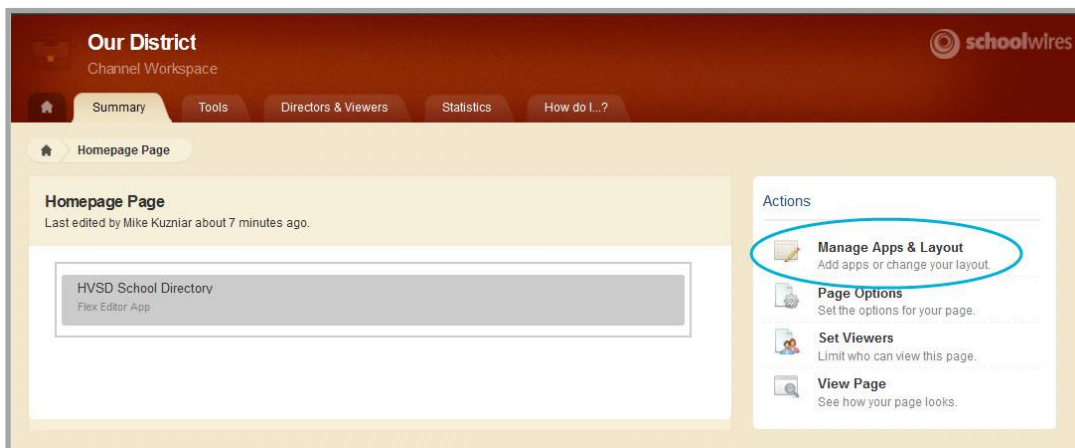 Our District
Channel Workspace
schoolwires
Summary Tools Directors & Viewers Statistics How do I...?
Homepage Page
Homepage Page
Last edited by Mike Kuzniar about 7 minutes ago.
HVSD School Directory
Flex Editor App
Actions
Manage Apps & Layout
Add apps or change your layout.
Page Options
Set the options for your page.
Set Viewers
Limit who can view this page.
View Page
See how your page looks.